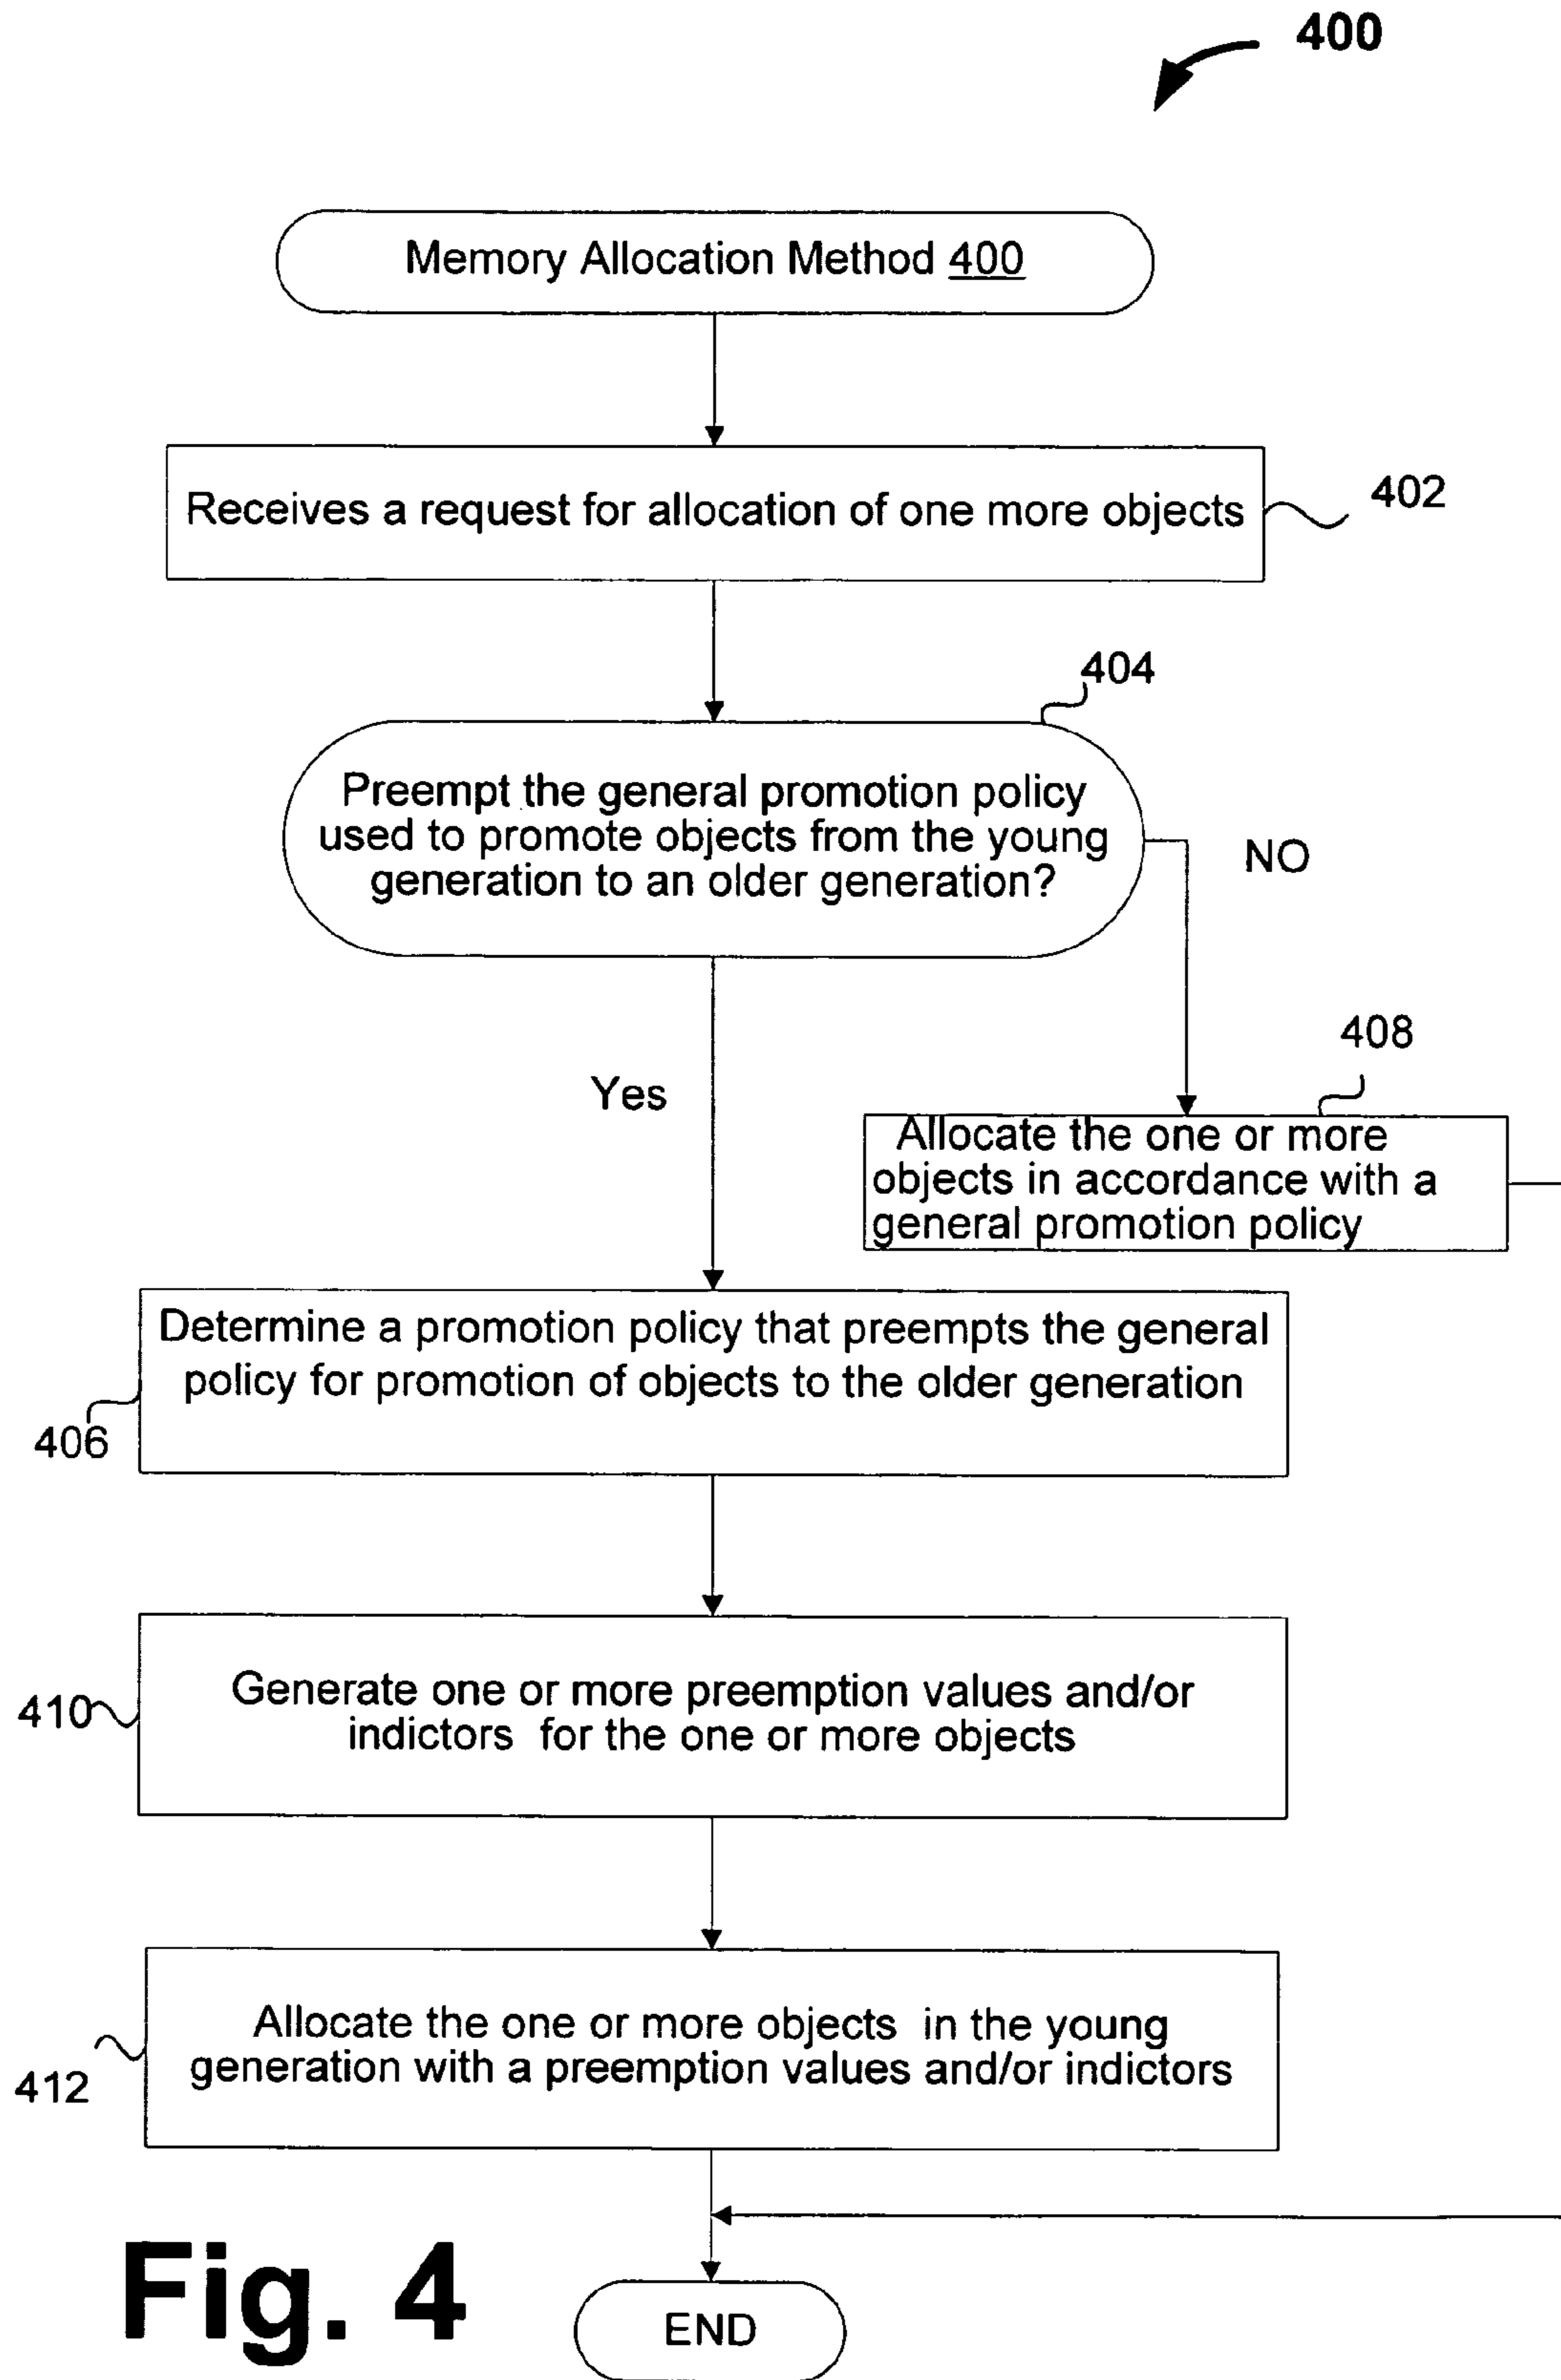 400
Memory Allocation Method 400
Receives a request for allocation of one more objects
402
404
Preempt the general promotion policy
used to promote objects from the young
generation to an older generation?
NO
Yes
408
Allocate the one or more
objects in accordance with a
general promotion policy
Determine a promotion policy that preempts the general
policy for promotion of objects to the older generation
406
Generate one or more preemption values and/or
indictors for the one or more objects
410
Allocate the one or more objects in the young
generation with a preemption values and/or indictors
412
Fig. 4
END